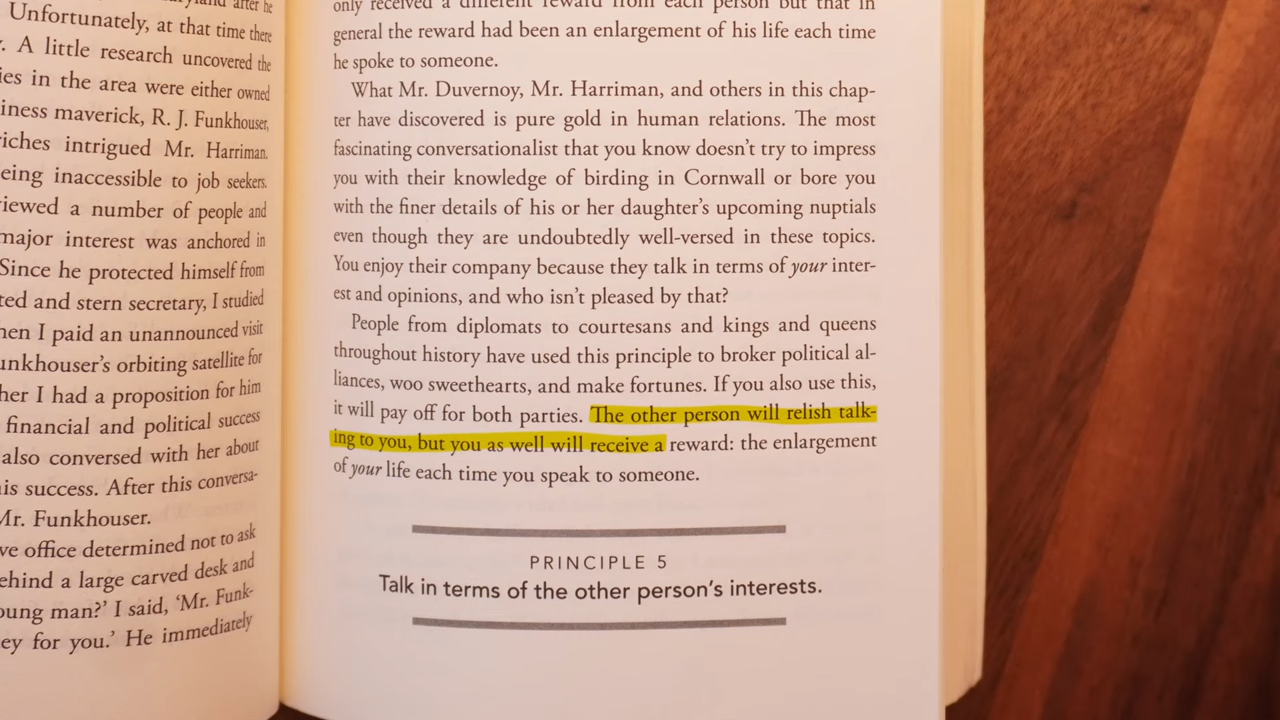 after he
Unfortunately, at that time there
. A little research uncovered the
ies in the area were either owned
iness maverick, R. J. Funkhouser,
riches intrigued Mr. Harriman.
eing inaccessible to job seekers.
iewed a number of people and
major interest was anchored in
Since he protected himself from
ted and stern secretary, I studied
hen I paid an unannounced visit
unkhouser’s orbiting satellite for
her I had a proposition for him
financial and political success
also conversed with her about
is success. After this conversa-
Mr. Funkhouser.
ve office determined not to ask
ehind a large carved desk and
oung man?’ I said, ‘Mr. Funk-
ey for you.’ He immediately
only received a different reward from each person but that in
general the reward had been an enlargement of his life each time
he spoke to someone.
What Mr. Duvernoy, Mr. Harriman, and others in this chap-
ter have discovered is pure gold in human relations. The most
fascinating conversationalist that you know doesn’t try to impress
you with their knowledge of birding in Cornwall or bore you
with the finer details of his or her daughter’s upcoming nuptials
even though they are undoubtedly well-versed in these topics.
You enjoy their company because they talk in terms of your inter-
est and opinions, and who isn’t pleased by that?
People from diplomats to courtesans and kings and queens
throughout history have used this principle to broker political al-
liances, woo sweethearts, and make fortunes. If you also use this,
it will pay off for both parties. The other person will relish talk-
ing to you, but you as well will receive a reward: the enlargement
of your life each time you speak to someone.
PRINCIPLE 5
Talk in terms of the other person’s interests.